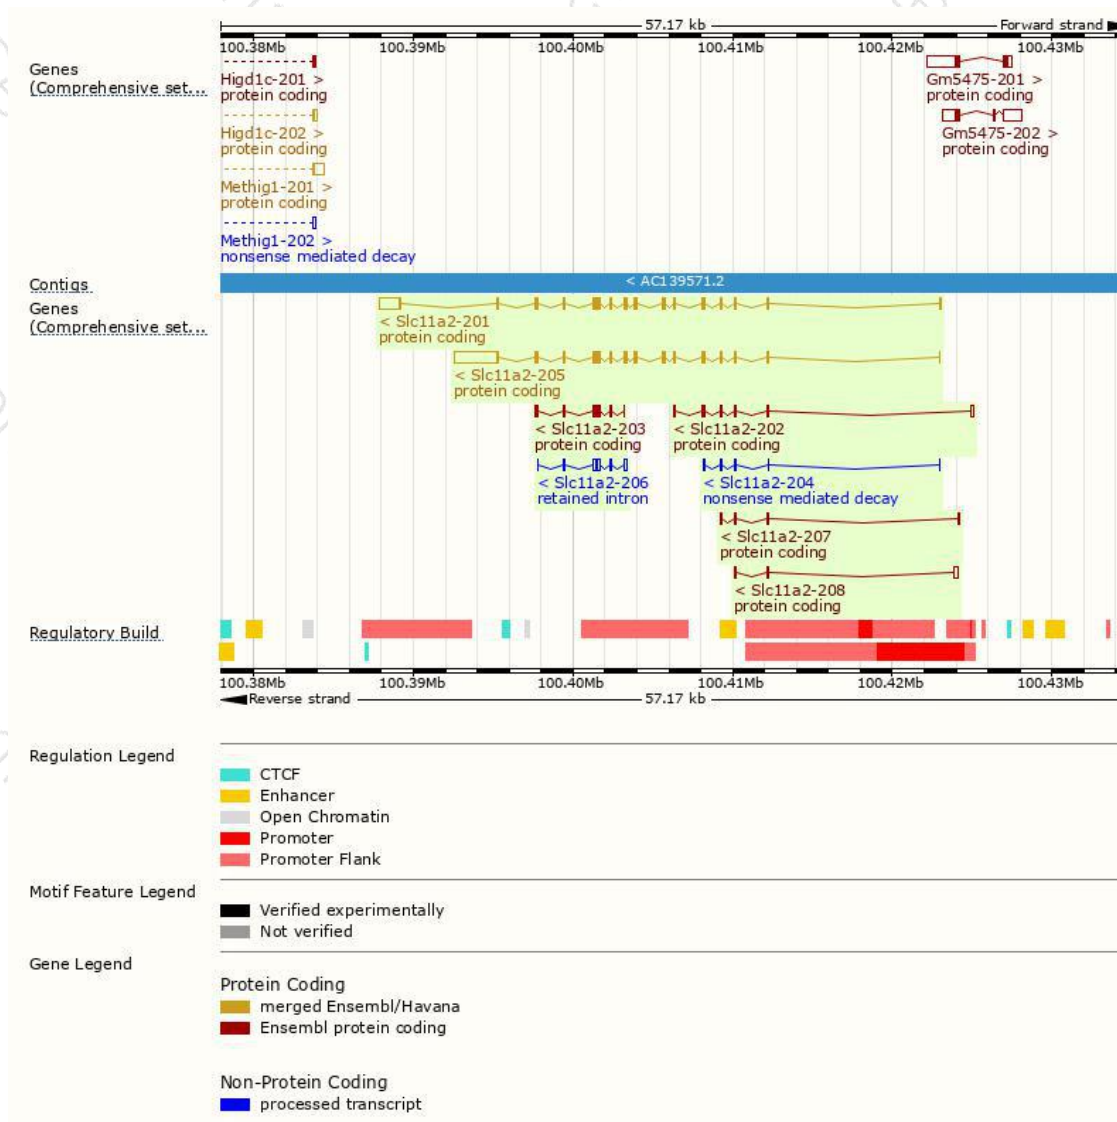 57.17 kb Forward strand
100.38Mb 100.39Mb 100.40Mb 100.41Mb 100.42Mb 100.43Mb
Genes
(Comprehensive set...
Higd1c-201 >
protein coding
Gm5475-201 >
protein coding
Higd1c-202 >
protein coding
Gm5475-202 >
protein coding
Methig1-201 >
protein coding
Methig1-202 >
nonsense mediated decay
Contigs
< AC139571.2
Genes
(Comprehensive set...
< Slc11a2-201
protein coding
< Slc11a2-205
protein coding
< Slc11a2-203 < Slc11a2-202
protein coding protein coding
< Slc11a2-206 < Slc11a2-204
retained intron nonsense mediated decay
< Slc11a2-207
protein coding
< Slc11a2-208
protein coding
Regulatory Build
100.38Mb 100.39Mb 100.40Mb 100.41Mb 100.42Mb 100.43Mb
Reverse strand 57.17 kb
Regulation Legend
CTCF
Enhancer
Open Chromatin
Promoter
Promoter Flank
Motif Feature Legend
Verified experimentally
Not verified
Gene Legend
Protein Coding
merged Ensembl/Havana
Ensembl protein coding
Non-Protein Coding
processed transcript